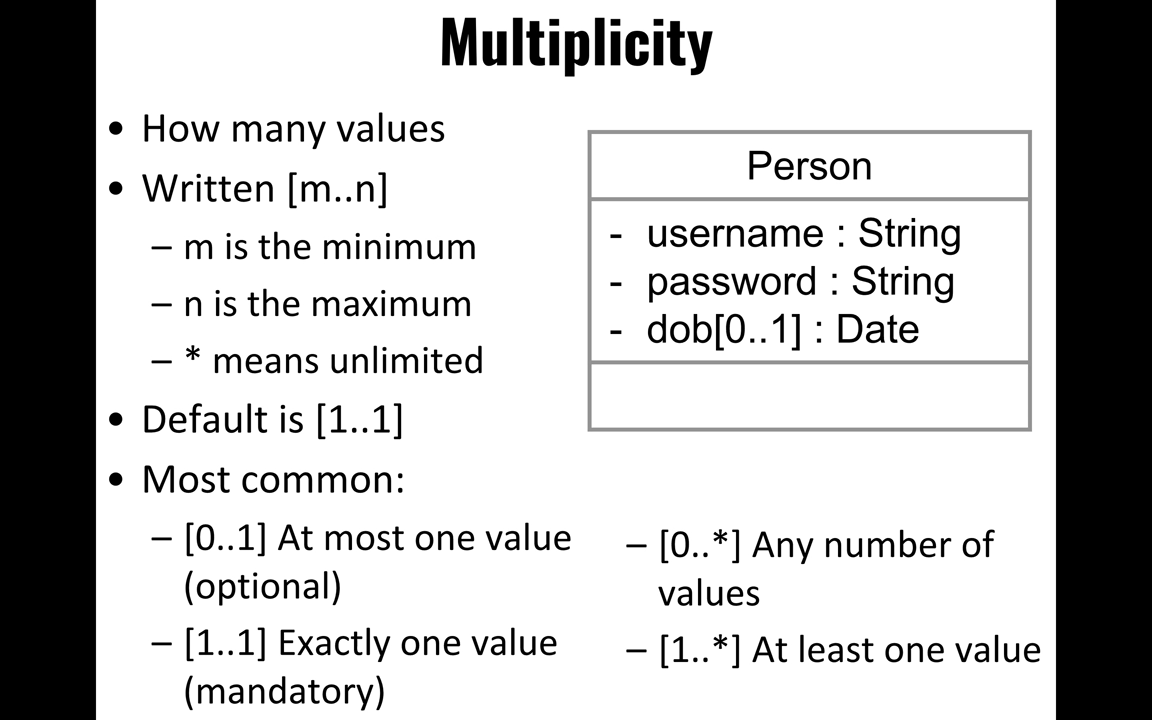 Multiplicity
• How many values
• Written [m..n]
– m is the minimum
– n is the maximum
– * means unlimited
• Default is [1..1]
• Most common:
– [0..1] At most one value
(optional)
– [1..1] Exactly one value
(mandatory)
Person
- username : String
- password : String
- dob[0..1] : Date
– [0..*] Any number of
values
– [1..*] At least one value